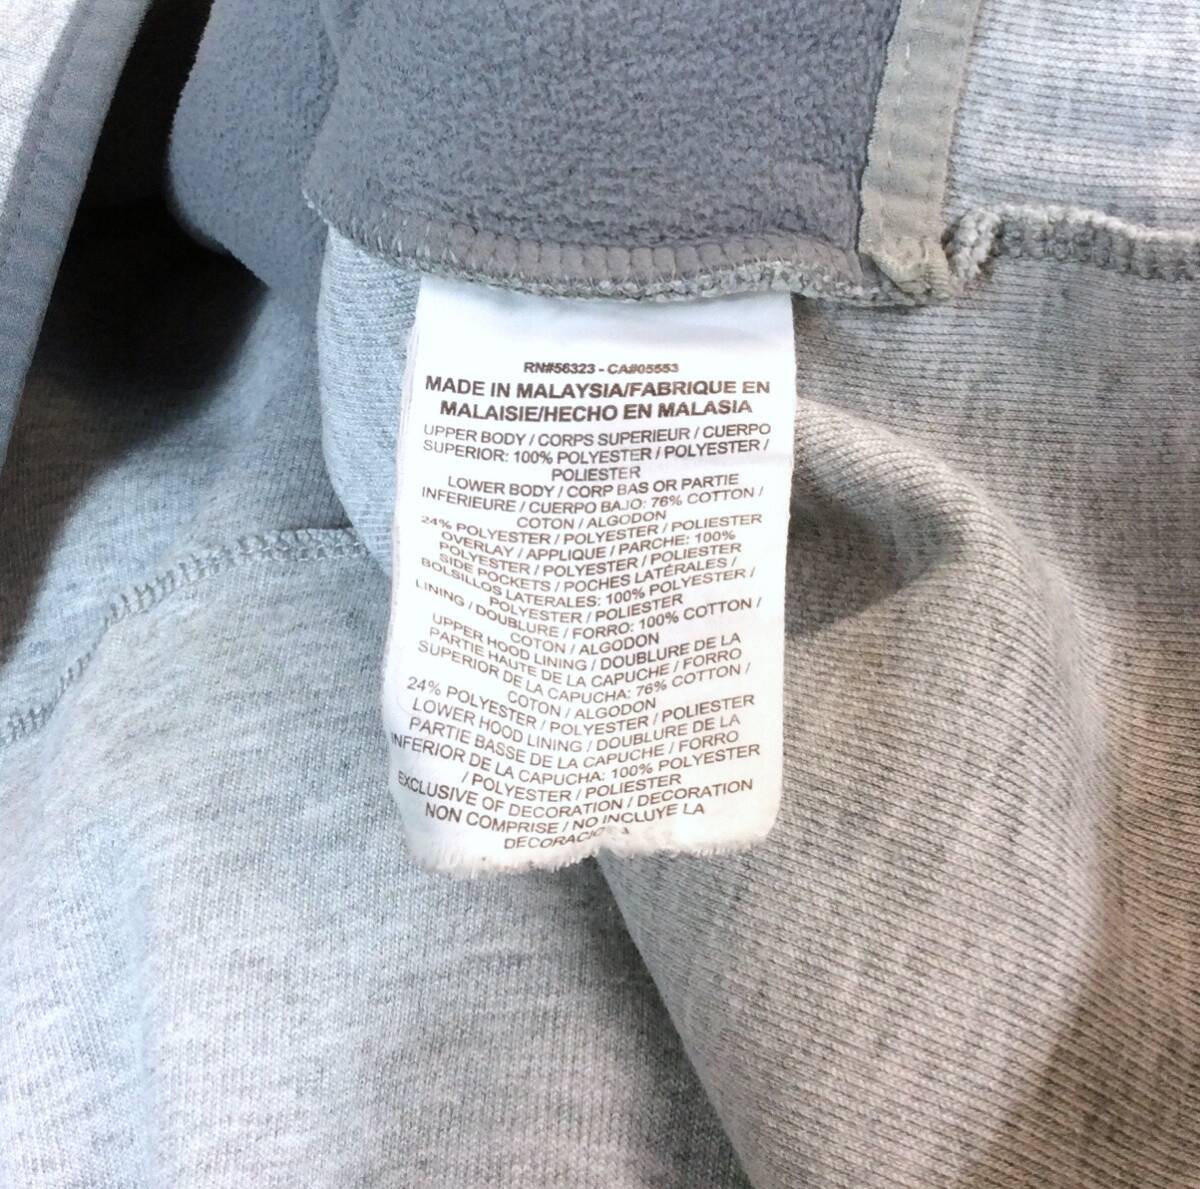 RN#56323 - CA#05553
MADE IN MALAYSIA/FABRIQUE EN
MALAISIE/HECHO EN MALASIA
UPPER BODY / CORPS SUPERIEUR / CUERPO
SUPERIOR: 100% POLYESTER / POLYESTER /
POLIESTER
LOWER BODY / CORP BAS OR PARTIE
INFERIEURE / CUERPO BAJO: 76% COTTON /
COTON / ALGODON
24% POLYESTER / POLYESTER / POLIESTER
OVERLAY / APPLIQUE / PARCHE: 100%
POLYESTER / POLYESTER / POLIESTER
SIDE POCKETS / POCHES LATÉRALES /
BOLSILLOS LATERALES: 100% POLYESTER /
POLYESTER / POLIESTER
LINING / DOUBLURE / FORRO: 100% COTTON /
COTON / ALGODON
UPPER HOOD LINING / DOUBLURE DE LA
PARTIE HAUTE DE LA CAPUCHE / FORRO
SUPERIOR DE LA CAPUCHA: 76% COTTON /
COTON / ALGODON
24% POLYESTER / POLYESTER / POLIESTER
LOWER HOOD LINING / DOUBLURE DE LA
PARTIE BASSE DE LA CAPUCHE / FORRO
INFERIOR DE LA CAPUCHA: 100% POLYESTER
/ POLYESTER / POLIESTER
EXCLUSIVE OF DECORATION / DECORATION
NON COMPRISE / NO INCLUYE LA